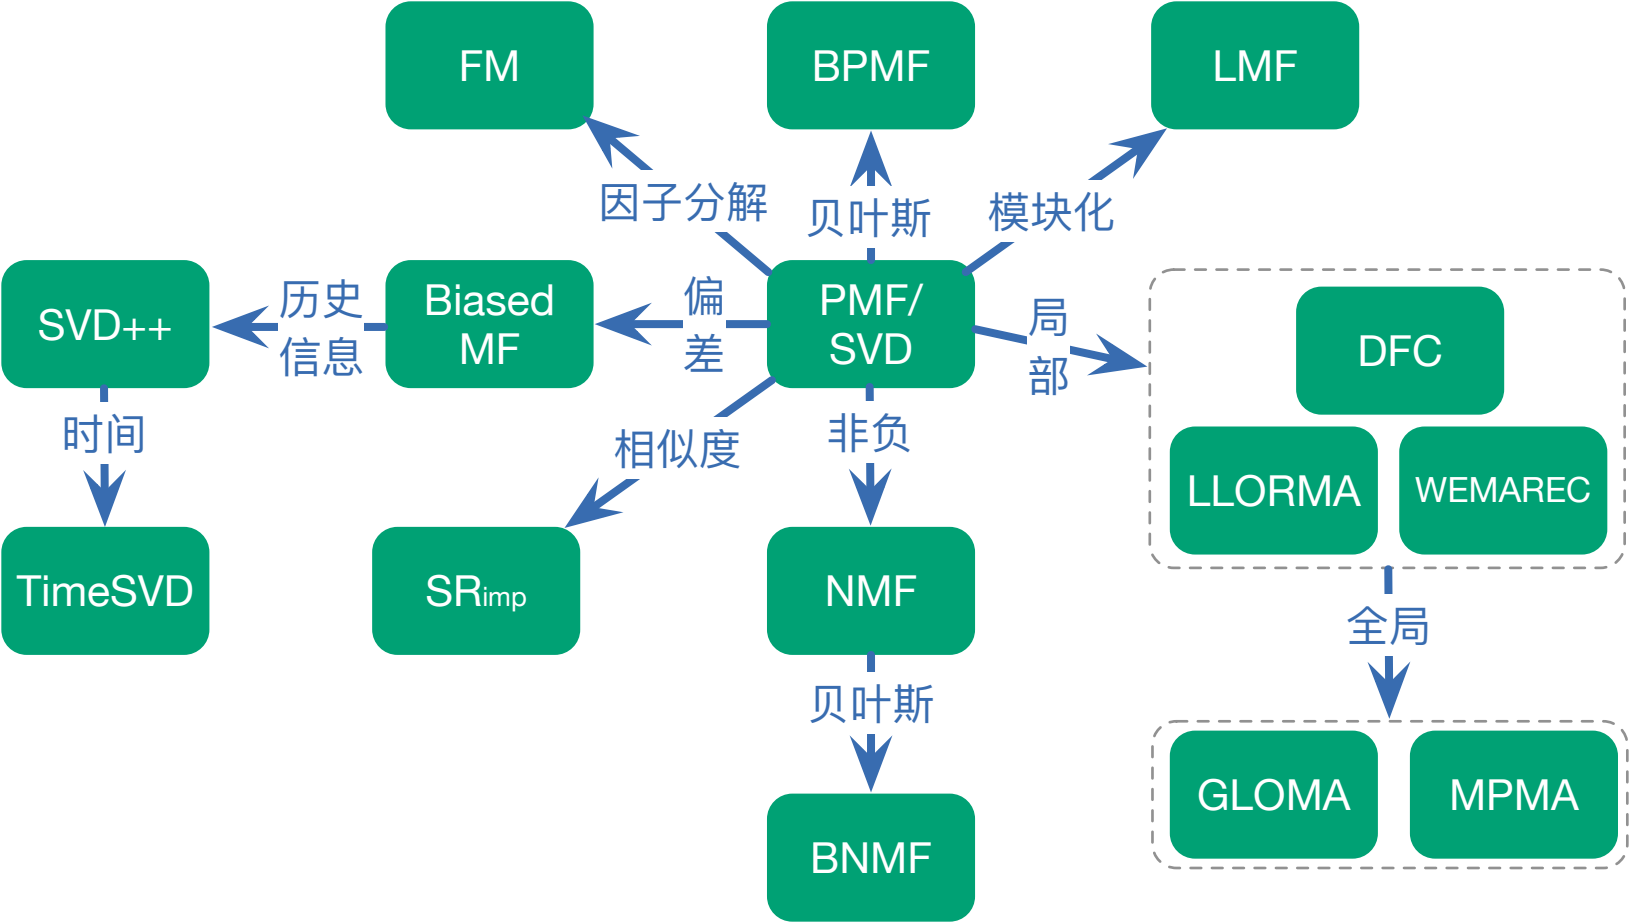 FM
BPMF
LMF
因子分解
贝叶斯
模块化
SVD++
历史
信息
Biased
MF
偏
差
PMF/
SVD
局
部
DFC
LLORMA
WEMAREC
时间
相似度
非负
TimeSVD
SRimp
NMF
全局
贝叶斯
GLOMA
MPMA
BNMF